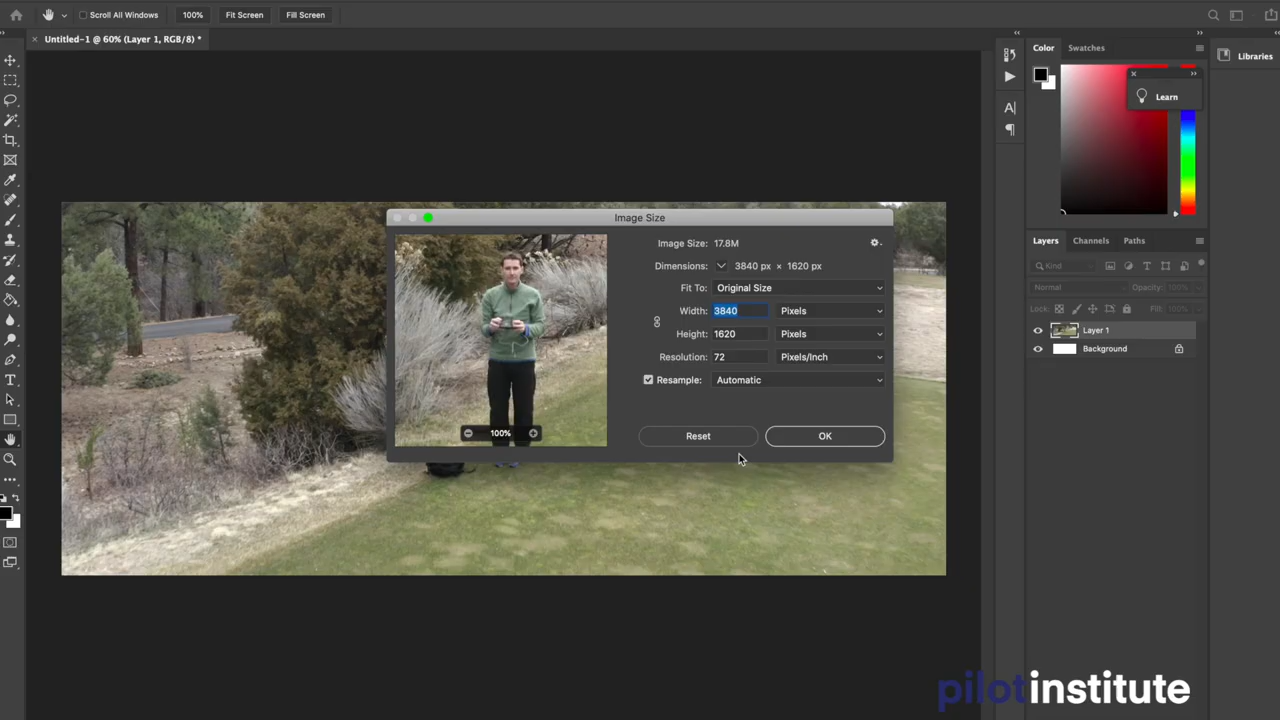 Scroll All Windows 100% Fit Screen Fill Screen
Untitled-1 @ 60% (Layer 1, RGB/8) *
Color Swatches
Libraries
Learn
Image Size
Image Size: 17.8M
Dimensions: 3840 px × 1620 px
Fit To: Original Size
Width: 3840 Pixels
Height: 1620 Pixels
Resolution: 72 Pixels/Inch
Resample: Automatic
100%
Reset OK
Layers Channels Paths
Kind
Normal Opacity: 100%
Lock: Fill: 100%
Layer 1
Background
pilotinstitute